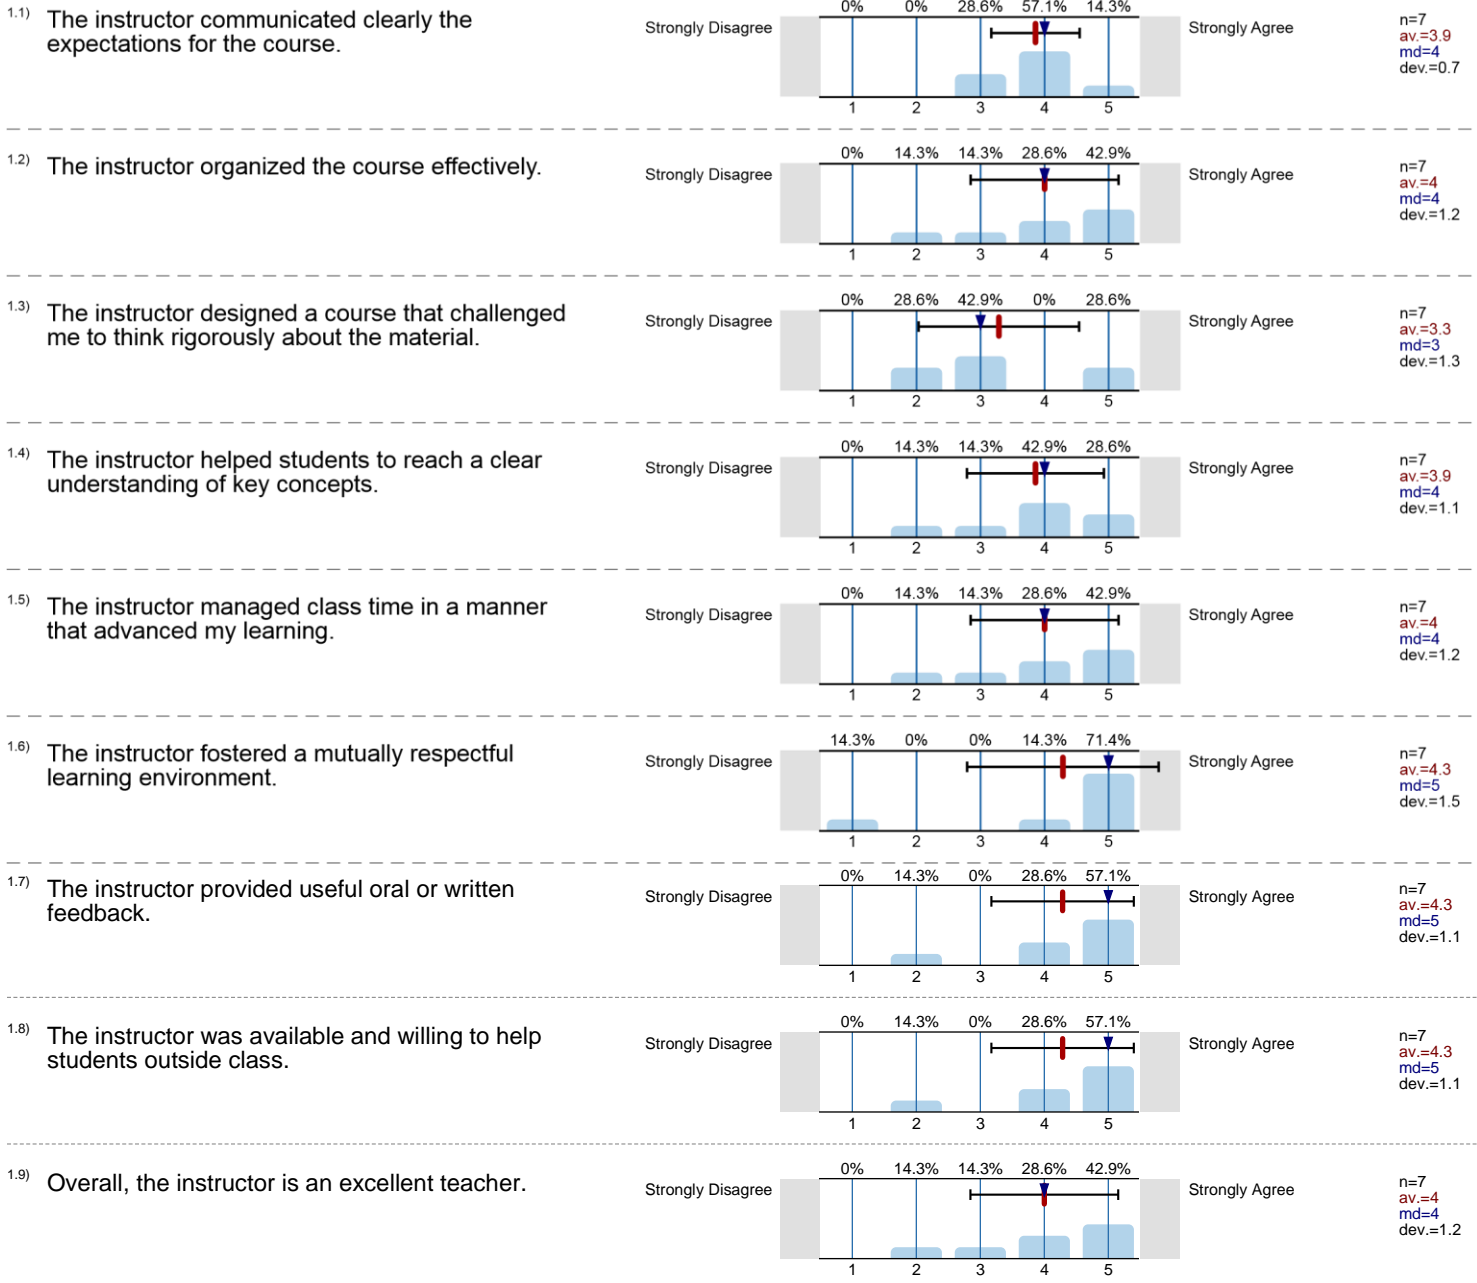 1.1) The instructor communicated clearly the
expectations for the course.
Strongly Disagree
0% 0% 28.6% 57.1% 14.3%
1 2 3 4 5
Strongly Agree
n=7
av.=3.9
md=4
dev.=0.7
1.2) The instructor organized the course effectively.
Strongly Disagree
0% 14.3% 14.3% 28.6% 42.9%
1 2 3 4 5
Strongly Agree
n=7
av.=4
md=4
dev.=1.2
1.3) The instructor designed a course that challenged
me to think rigorously about the material.
Strongly Disagree
0% 28.6% 42.9% 0% 28.6%
1 2 3 4 5
Strongly Agree
n=7
av.=3.3
md=3
dev.=1.3
1.4) The instructor helped students to reach a clear
understanding of key concepts.
Strongly Disagree
0% 14.3% 14.3% 42.9% 28.6%
1 2 3 4 5
Strongly Agree
n=7
av.=3.9
md=4
dev.=1.1
1.5) The instructor managed class time in a manner
that advanced my learning.
Strongly Disagree
0% 14.3% 14.3% 28.6% 42.9%
1 2 3 4 5
Strongly Agree
n=7
av.=4
md=4
dev.=1.2
1.6) The instructor fostered a mutually respectful
learning environment.
Strongly Disagree
14.3% 0% 0% 14.3% 71.4%
1 2 3 4 5
Strongly Agree
n=7
av.=4.3
md=5
dev.=1.5
1.7) The instructor provided useful oral or written
feedback.
Strongly Disagree
0% 14.3% 0% 28.6% 57.1%
1 2 3 4 5
Strongly Agree
n=7
av.=4.3
md=5
dev.=1.1
1.8) The instructor was available and willing to help
students outside class.
Strongly Disagree
0% 14.3% 0% 28.6% 57.1%
1 2 3 4 5
Strongly Agree
n=7
av.=4.3
md=5
dev.=1.1
1.9) Overall, the instructor is an excellent teacher.
Strongly Disagree
0% 14.3% 14.3% 28.6% 42.9%
1 2 3 4 5
Strongly Agree
n=7
av.=4
md=4
dev.=1.2